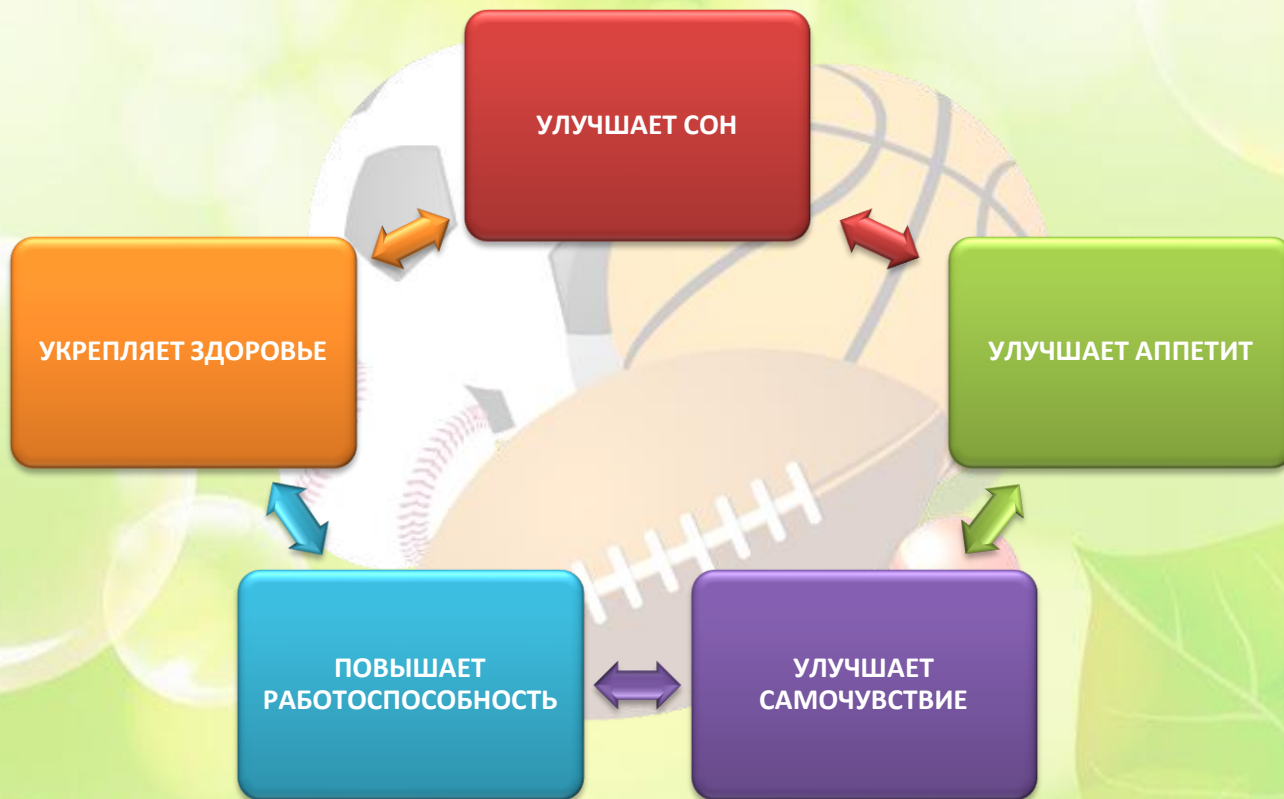 УЛУЧШАЕТ СОН
УКРЕПЛЯЕТ ЗДОРОВЬЕ
УЛУЧШАЕТ АППЕТИТ
ПОВЫШАЕТ
РАБОТОСПОСОБНОСТЬ
УЛУЧШАЕТ
САМОЧУВСТВИЕ